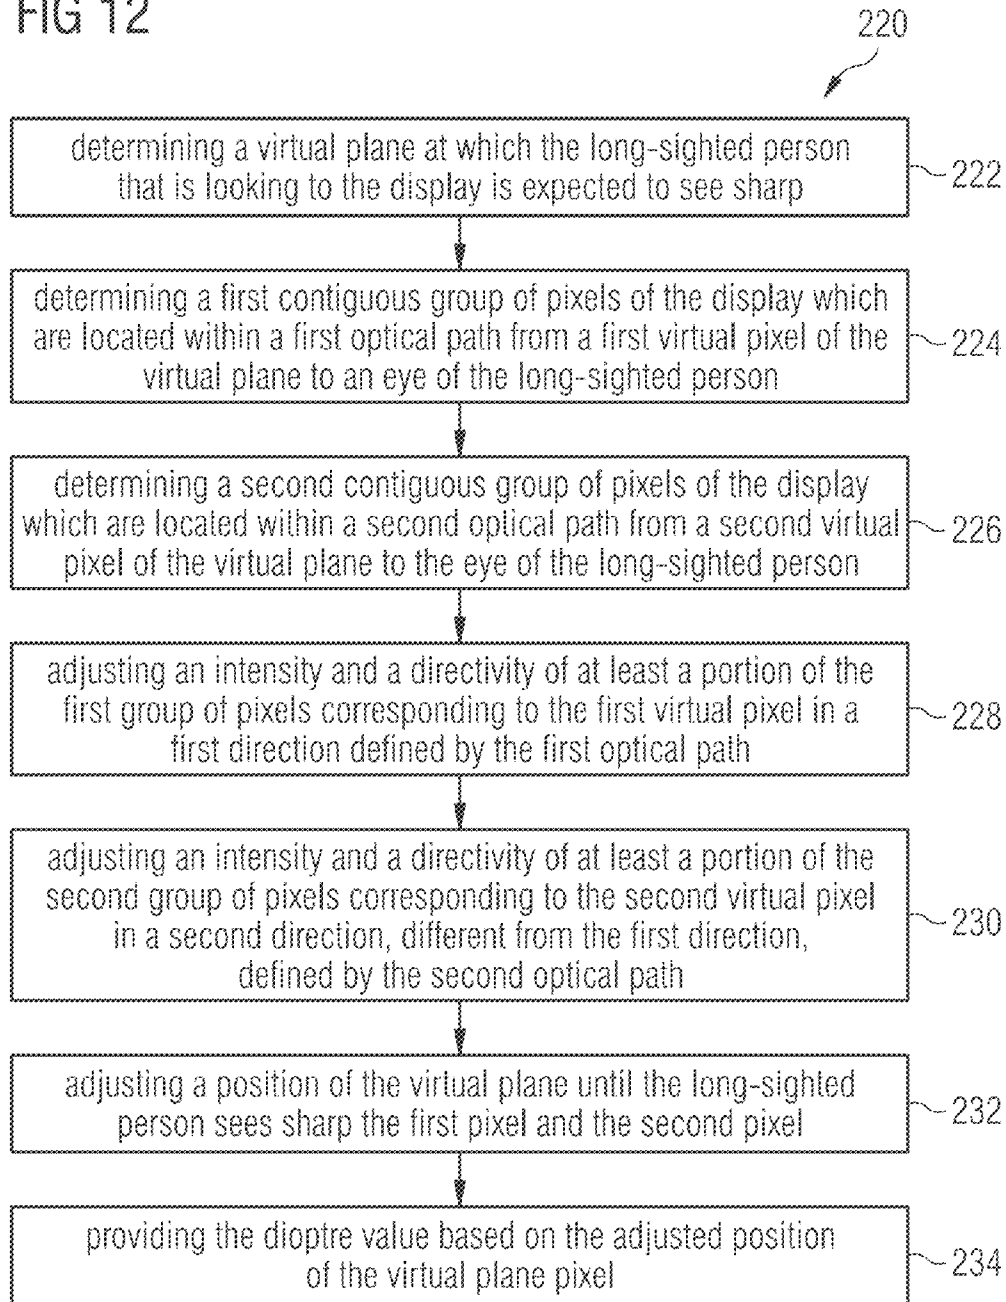 FIG 12
220
determining a virtual plane at which the long-sighted person
that is looking to the display is expected to see sharp
222
determining a first contiguous group of pixels of the display which
are located within a first optical path from a first virtual pixel of the
virtual plane to an eye of the long-sighted person
224
determining a second contiguous group of pixels of the display
which are located within a second optical path from a second virtual
pixel of the virtual plane to the eye of the long-sighted person
226
adjusting an intensity and a directivity of at least a portion of the
first group of pixels corresponding to the first virtual pixel in a
first direction defined by the first optical path
228
adjusting an intensity and a directivity of at least a portion of the
second group of pixels corresponding to the second virtual pixel
in a second direction, different from the first direction,
defined by the second optical path
230
adjusting a position of the virtual plane until the long-sighted
person sees sharp the first pixel and the second pixel
232
providing the dioptre value based on the adjusted position
of the virtual plane pixel
234